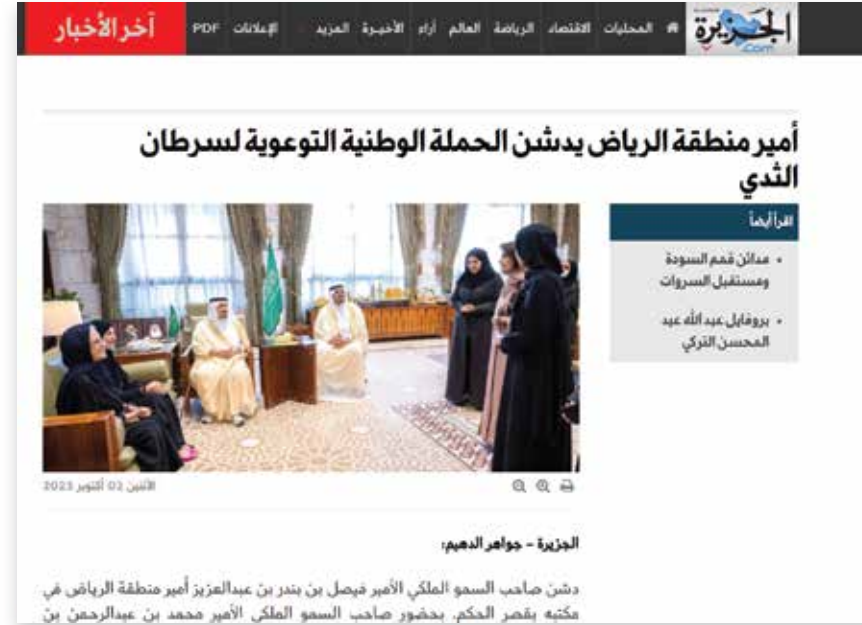 الجزيرة
.com
المحليات الاقتصاد الرياضة العالم آراء الأخيرة المزيد الإعلانات PDF
آخر الأخبار
أمير منطقة الرياض يدشن الحملة الوطنية التوعوية لسرطان
الثدي
اقرأ أيضاً
• مدائن قمم السودة
ومستقبل السروات
• بروفايل عبد الله عبد
المحسن التركي
الأثنين 02 أكتوبر 2023
الجزيرة - جواهر الدهيم:
دشن صاحب السمو الملكي الأمير فيصل بن بندر بن عبدالعزيز أمير منطقة الرياض في
مكتبه بقصر الحكم، بحضور صاحب السمو الملكي الأمير محمد بن عبدالرحمن بن